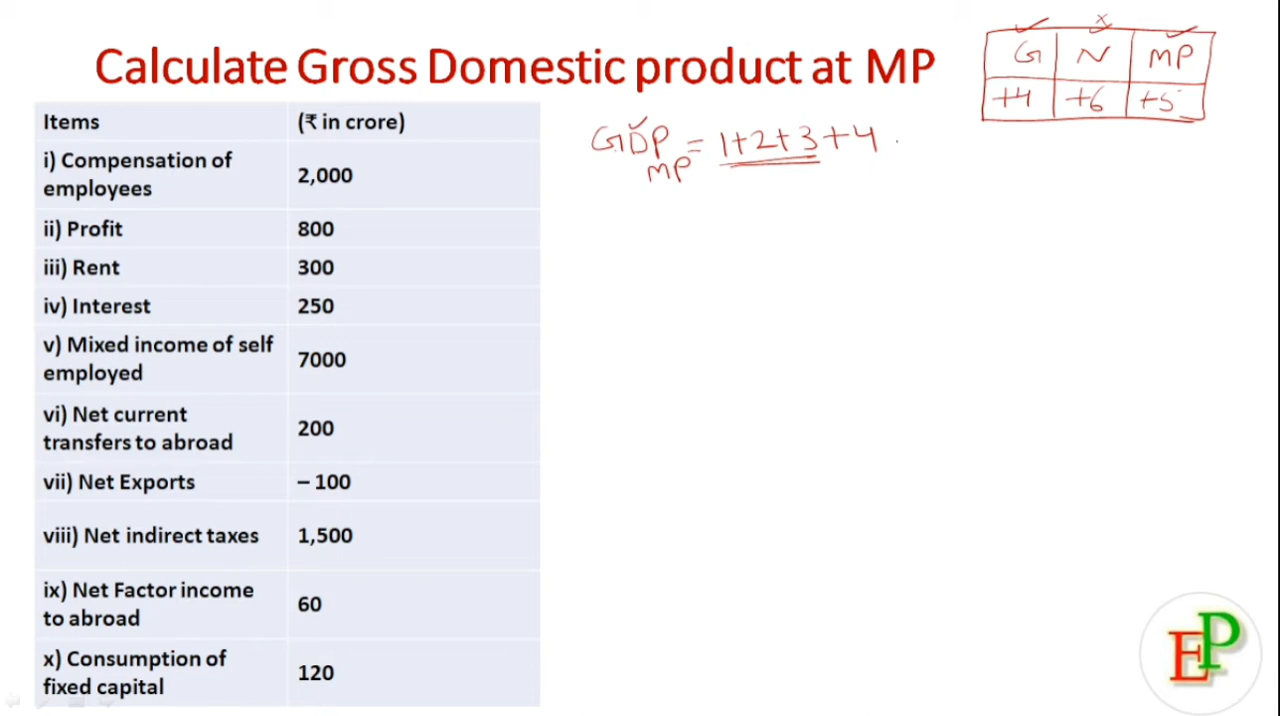 Calculate Gross Domestic product at MP
G N MP
+4 +6 +5
GDP MP = 1+2+3+4
Items (₹ in crore)
i) Compensation of
employees 2,000
ii) Profit 800
iii) Rent 300
iv) Interest 250
v) Mixed income of self
employed 7000
vi) Net current
transfers to abroad 200
vii) Net Exports – 100
viii) Net indirect taxes 1,500
ix) Net Factor income
to abroad 60
x) Consumption of
fixed capital 120
EP